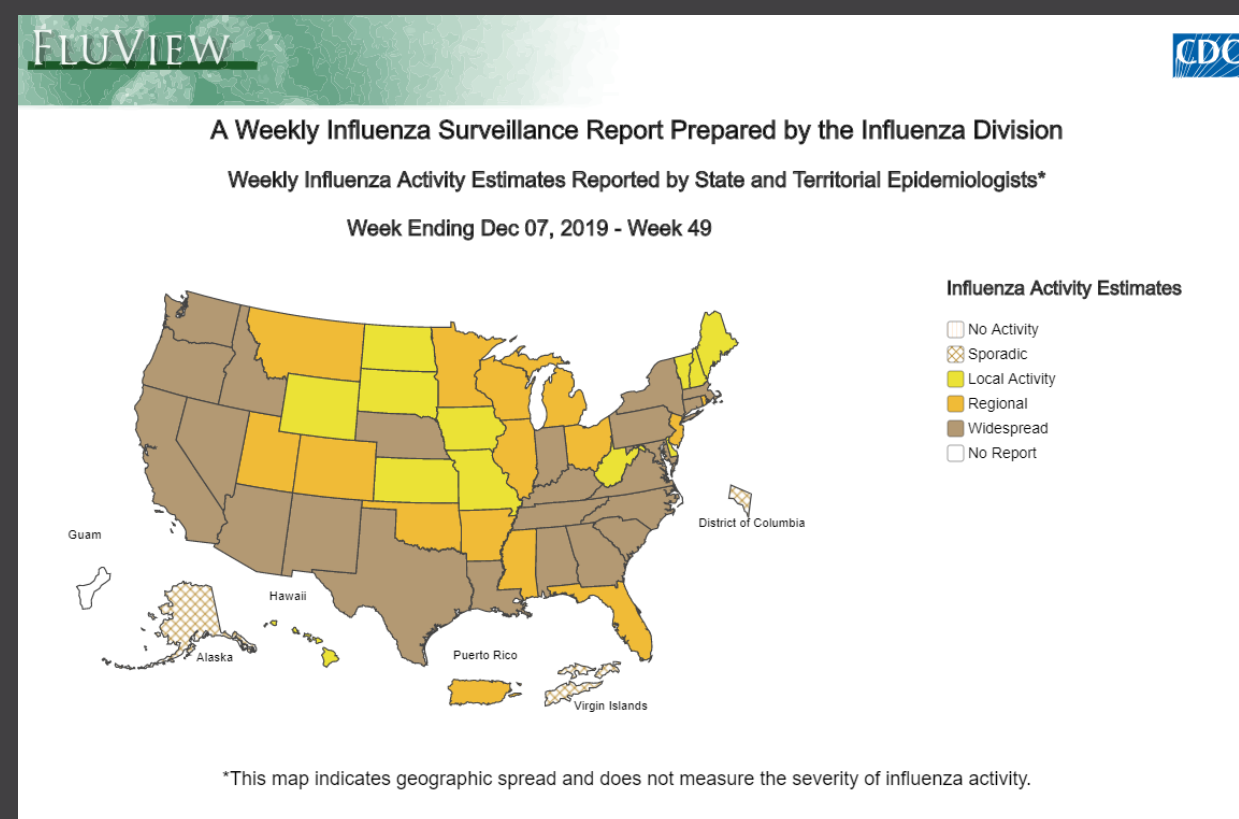 FLUVIEW
CDC
A Weekly Influenza Surveillance Report Prepared by the Influenza Division
Weekly Influenza Activity Estimates Reported by State and Territorial Epidemiologists*
Week Ending Dec 07, 2019 - Week 49
Influenza Activity Estimates
No Activity
Sporadic
Local Activity
Regional
Widespread
No Report
District of Columbia
Guam
Hawaii
Alaska
Puerto Rico
Virgin Islands
*This map indicates geographic spread and does not measure the severity of influenza activity.